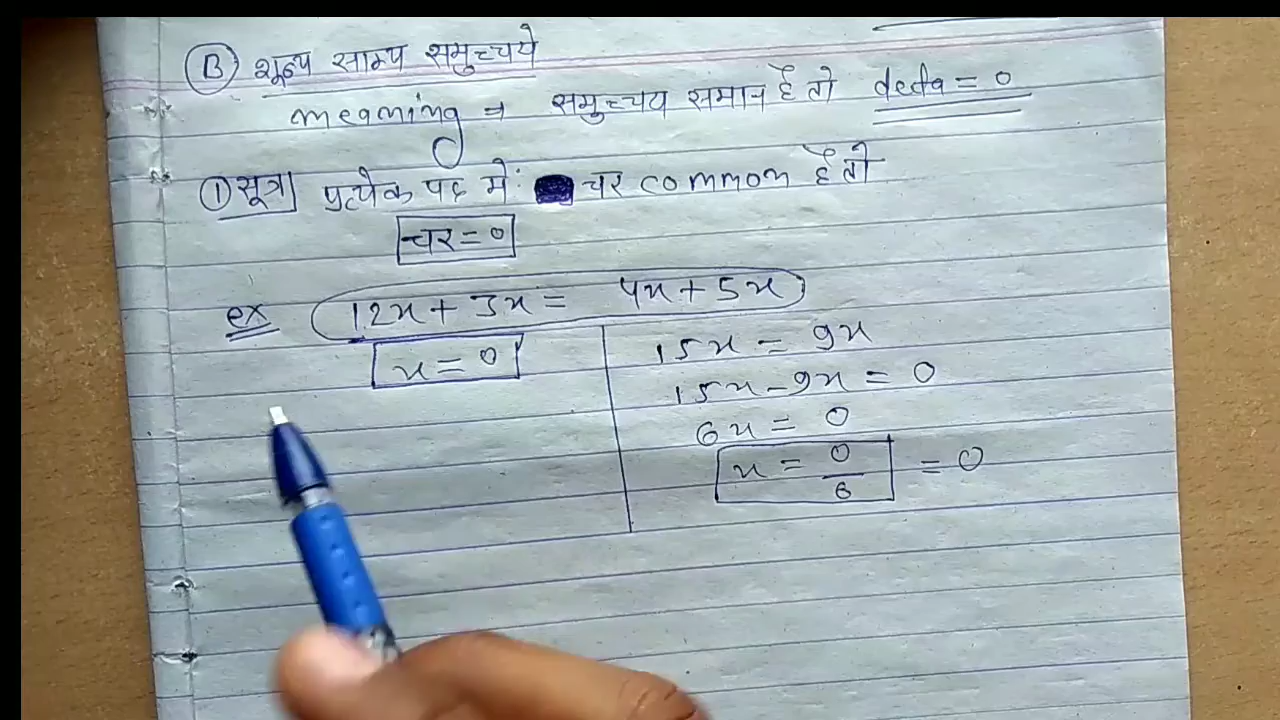 (B) शून्य साम्य समुच्चये
meaning ⇒ समुच्चय समान है तो deda = 0
① सूत्र प्रत्येक पद में चर common है तो
चर = 0
ex 12x + 3x = 4x + 5x
x = 0
15x = 9x
15x - 9x = 0
6x = 0
x = 0/6 = 0